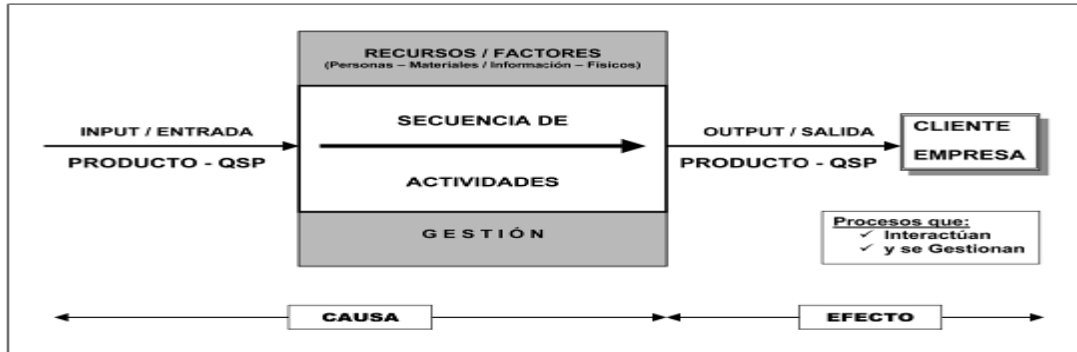 RECURSOS / FACTORES
(Personas – Materiales / Información – Físicos)
INPUT / ENTRADA
PRODUCTO - QSP
SECUENCIA DE
ACTIVIDADES
OUTPUT / SALIDA
PRODUCTO - QSP
CLIENTE
EMPRESA
GESTIÓN
Procesos que:
✓ Interactúan
✓ y se Gestionan
CAUSA
EFECTO